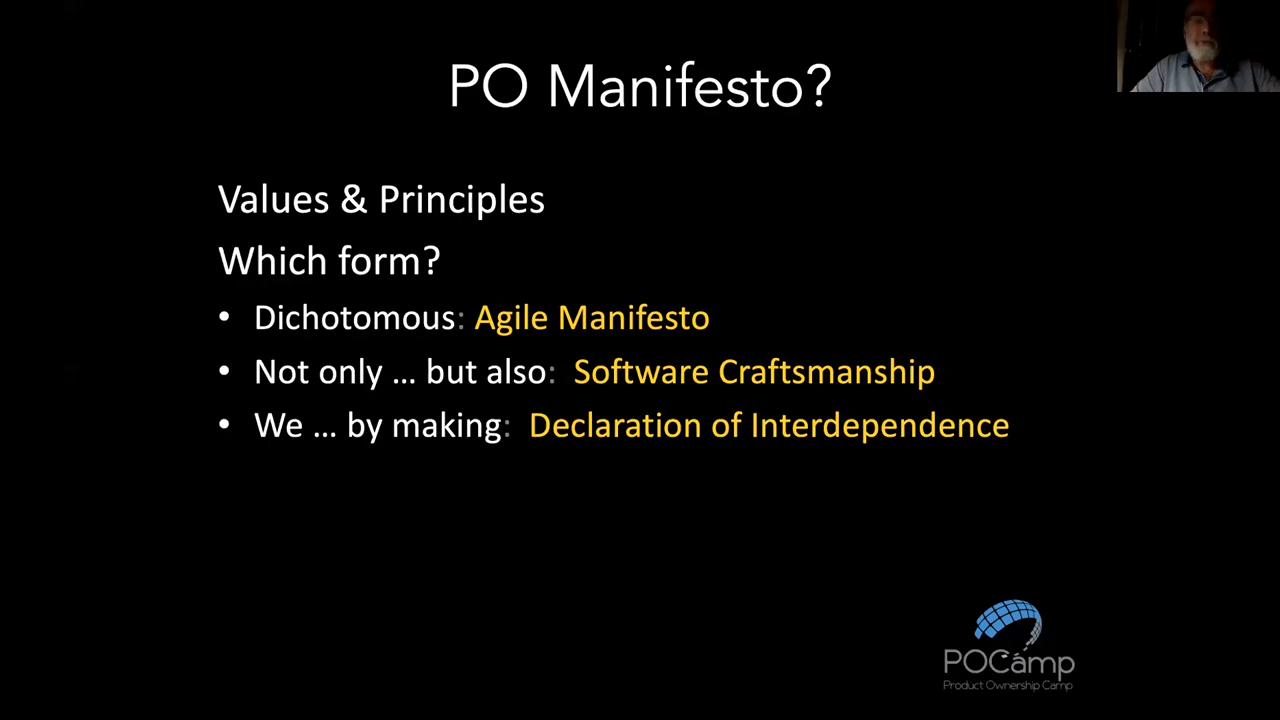 PO Manifesto?
Values & Principles
Which form?
• Dichotomous: Agile Manifesto
• Not only … but also: Software Craftsmanship
• We … by making: Declaration of Interdependence
POCamp
Product Ownership Camp